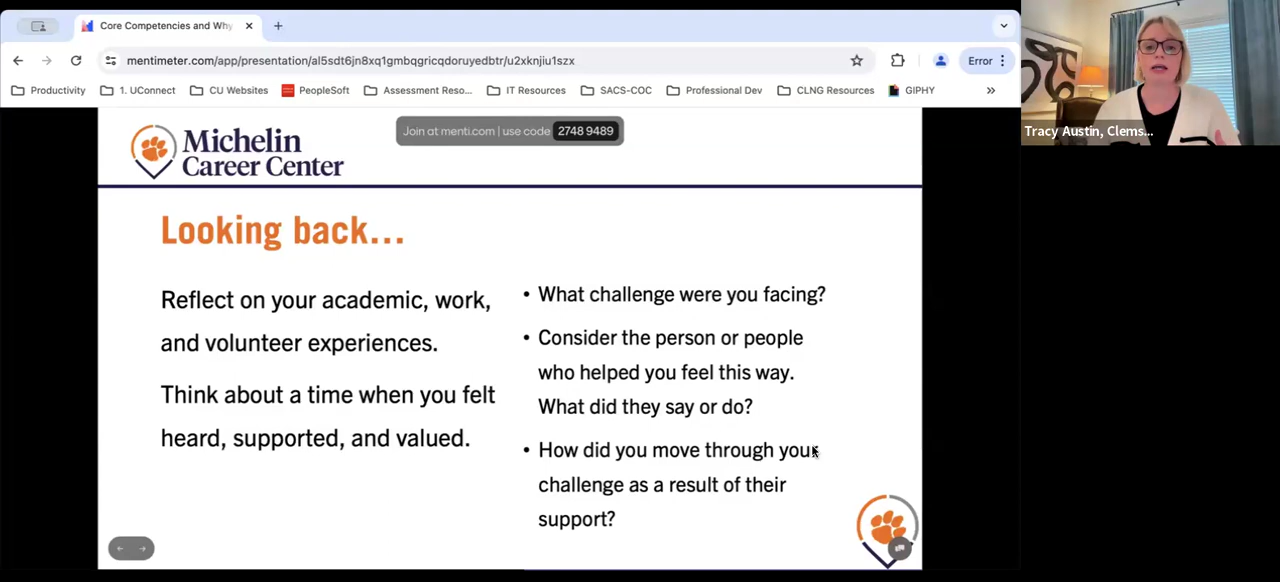 Core Competencies and Why
mentimeter.com/app/presentation/al5sdt6jn8xq1gmbqgricqdoruyedbtr/u2xknjiu1szx
Error
Productivity
1. UConnect
CU Websites
PeopleSoft
Assessment Reso...
IT Resources
SACS-COC
Professional Dev
CLNG Resources
GIPHY
Tracy Austin, Clems...
Join at menti.com | use code 2748 9489
Michelin
Career Center
Looking back...
Reflect on your academic, work,
and volunteer experiences.
Think about a time when you felt
heard, supported, and valued.
• What challenge were you facing?
• Consider the person or people
who helped you feel this way.
What did they say or do?
• How did you move through your
challenge as a result of their
support?